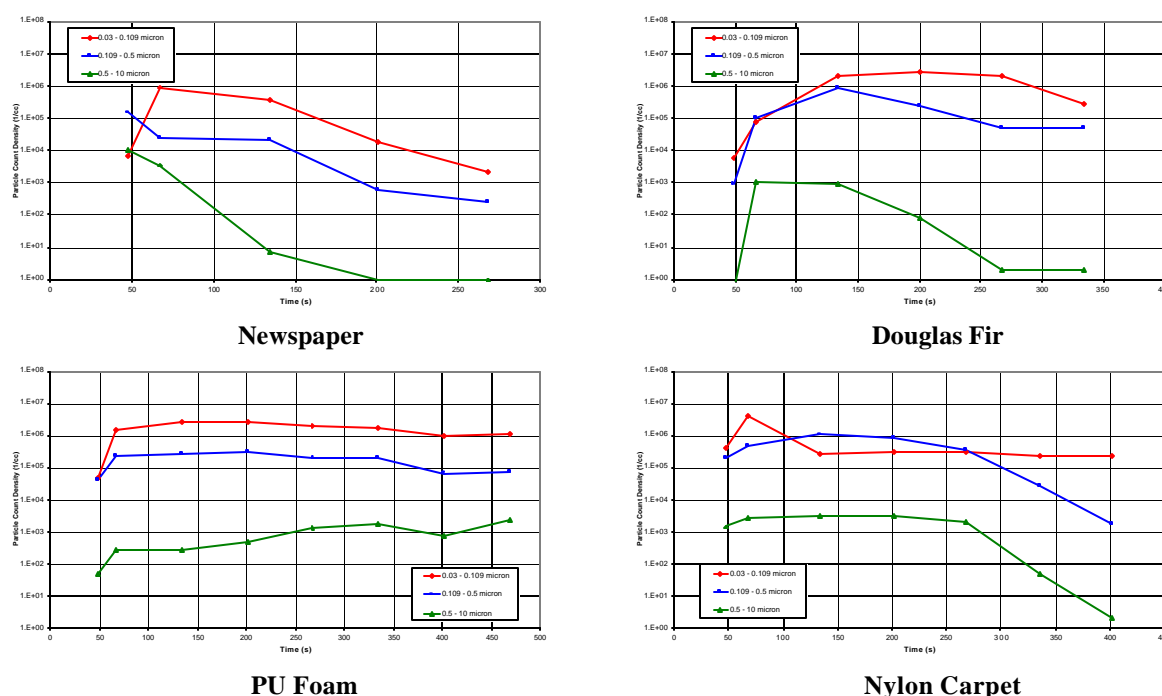 1.E+08
1.E+07
1.E+06
1.E+05
1.E+04
1.E+03
1.E+02
1.E+01
1.E+00
Particle Count Density (1/cc)
0.03 - 0.109 micron
0.109 - 0.5 micron
0.5 - 10 micron
0 50 100 150 200 250 300
Time (s)
Newspaper
1.E+08
1.E+07
1.E+06
1.E+05
1.E+04
1.E+03
1.E+02
1.E+01
1.E+00
Particle Count Density (1/cc)
0.03 - 0.109 micron
0.109 - 0.5 micron
0.5 - 10 micron
0 50 100 150 200 250 300 350
Time (s)
Douglas Fir
1.E+08
1.E+07
1.E+06
1.E+05
1.E+04
1.E+03
1.E+02
1.E+01
1.E+00
Particle Count Density (1/cc)
0.03 - 0.109 micron
0.109 - 0.5 micron
0.5 - 10 micron
0 50 100 150 200 250 300 350 400 450 500
Time (s)
PU Foam
1.E+08
1.E+07
1.E+06
1.E+05
1.E+04
1.E+03
1.E+02
1.E+01
1.E+00
Particle Count Density (1/cc)
0.03 - 0.109 micron
0.109 - 0.5 micron
0.5 - 10 micron
0 50 100 150 200 250 300 350 400
Time (s)
Nylon Carpet